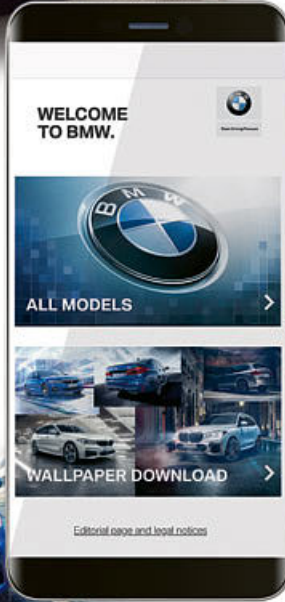 WELCOME
TO BMW.
BMW
ALL MODELS
WALLPAPER DOWNLOAD
Editorial page and legal notices